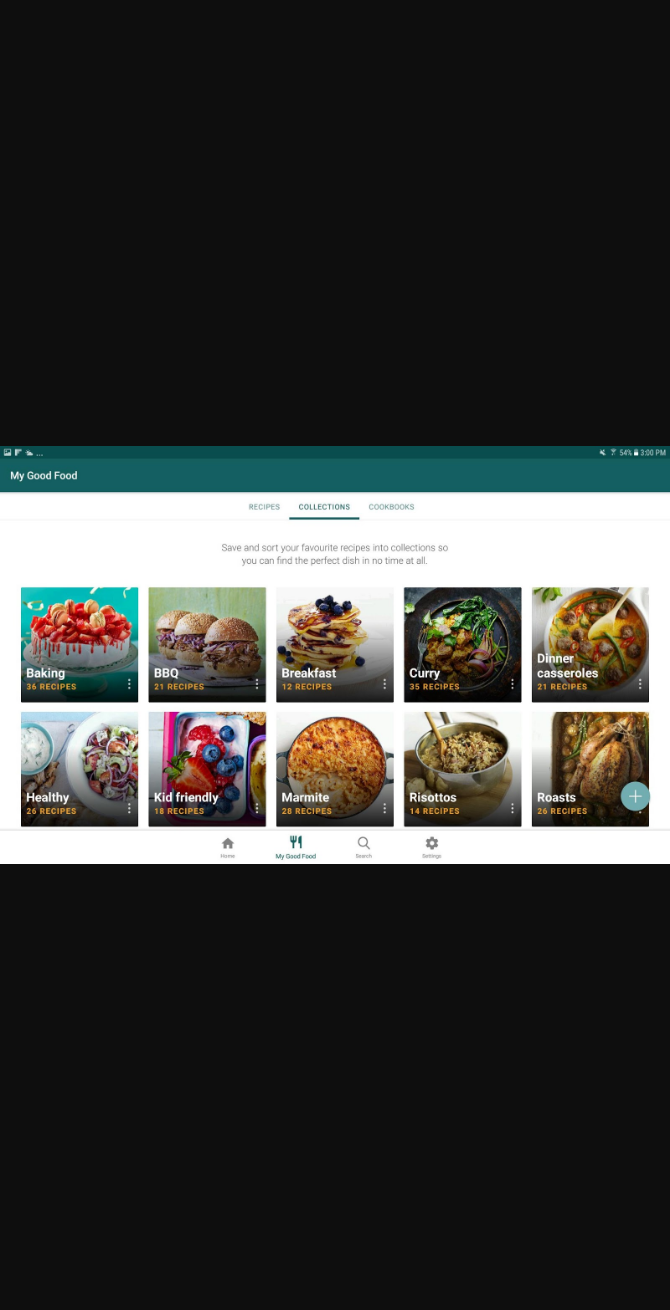 ...
54% 3:00 PM
My Good Food
RECIPES COLLECTIONS COOKBOOKS
Save and sort your favourite recipes into collections so
you can find the perfect dish in no time at all.
Baking
36 RECIPES
BBQ
21 RECIPES
Breakfast
12 RECIPES
Curry
35 RECIPES
Dinner
casseroles
21 RECIPES
Healthy
26 RECIPES
Kid friendly
18 RECIPES
Marmite
28 RECIPES
Risottos
14 RECIPES
Roasts
26 RECIPES
Home My Good Food Search Settings